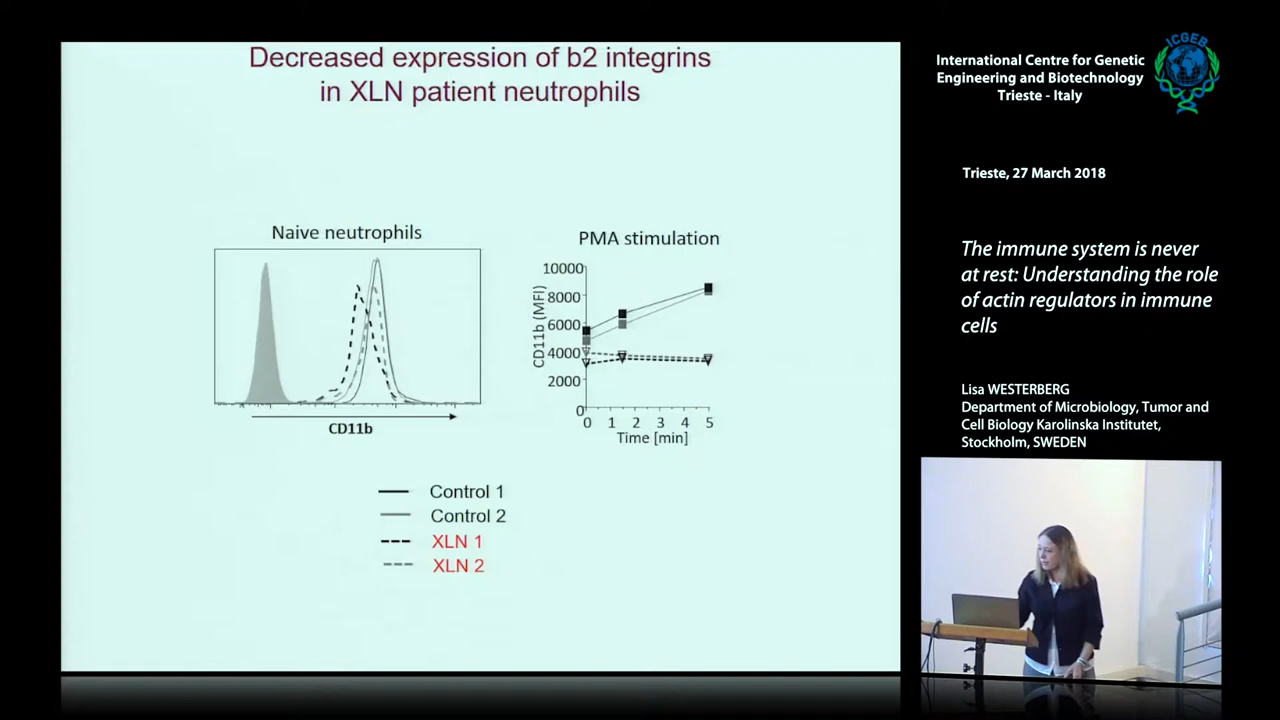 Decreased expression of b2 integrins
in XLN patient neutrophils
Naive neutrophils
CD11b
PMA stimulation
CD11b (MFI)
10000
8000
6000
4000
2000
0
0 1 2 3 4 5
Time [min]
Control 1
Control 2
XLN 1
XLN 2
International Centre for Genetic
Engineering and Biotechnology
Trieste - Italy
ICGEB
Trieste, 27 March 2018
The immune system is never
at rest: Understanding the role
of actin regulators in immune
cells
Lisa WESTERBERG
Department of Microbiology, Tumor and
Cell Biology Karolinska Institutet,
Stockholm, SWEDEN